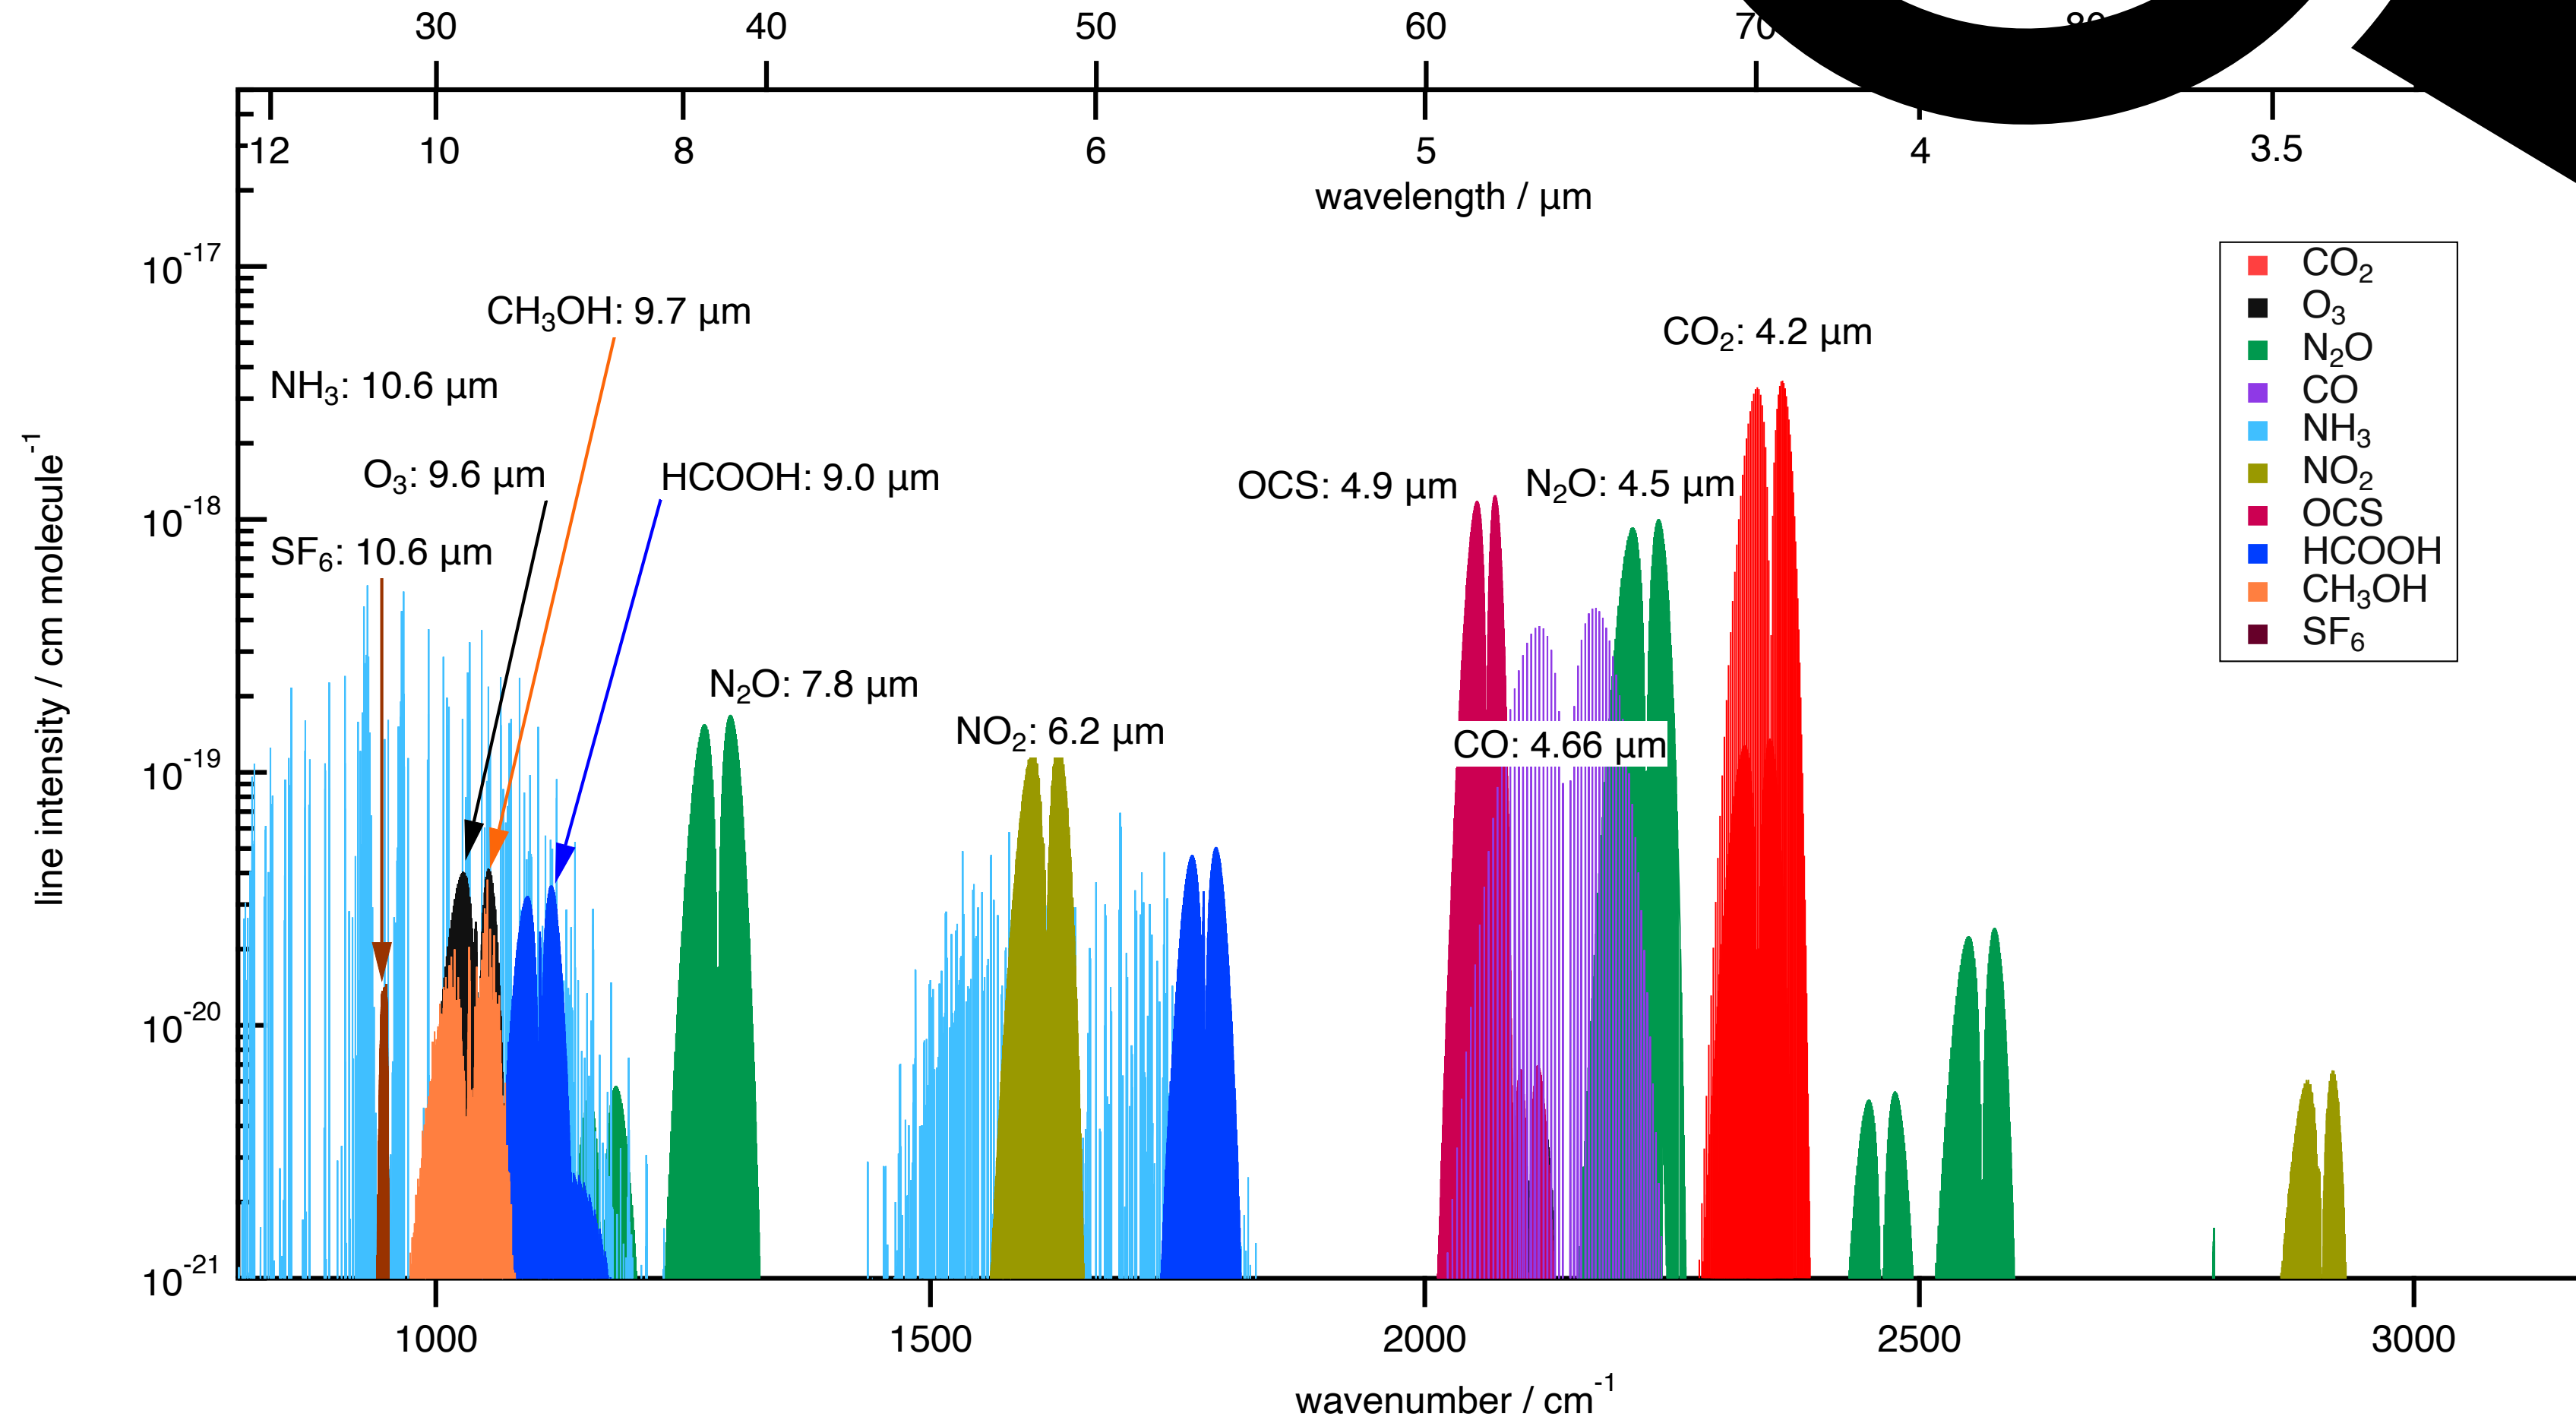 30 40 50 60 70 80
12 10 8 6 5 4 3.5
wavelength / µm
line intensity / cm molecule⁻¹
10⁻¹⁷
10⁻¹⁸
10⁻¹⁹
10⁻²⁰
10⁻²¹
CH₃OH: 9.7 µm
NH₃: 10.6 µm
O₃: 9.6 µm
HCOOH: 9.0 µm
SF₆: 10.6 µm
N₂O: 7.8 µm
NO₂: 6.2 µm
OCS: 4.9 µm
N₂O: 4.5 µm
CO₂: 4.2 µm
CO: 4.66 µm
CO₂
O₃
N₂O
CO
NH₃
NO₂
OCS
HCOOH
CH₃OH
SF₆
1000 1500 2000 2500 3000
wavenumber / cm⁻¹